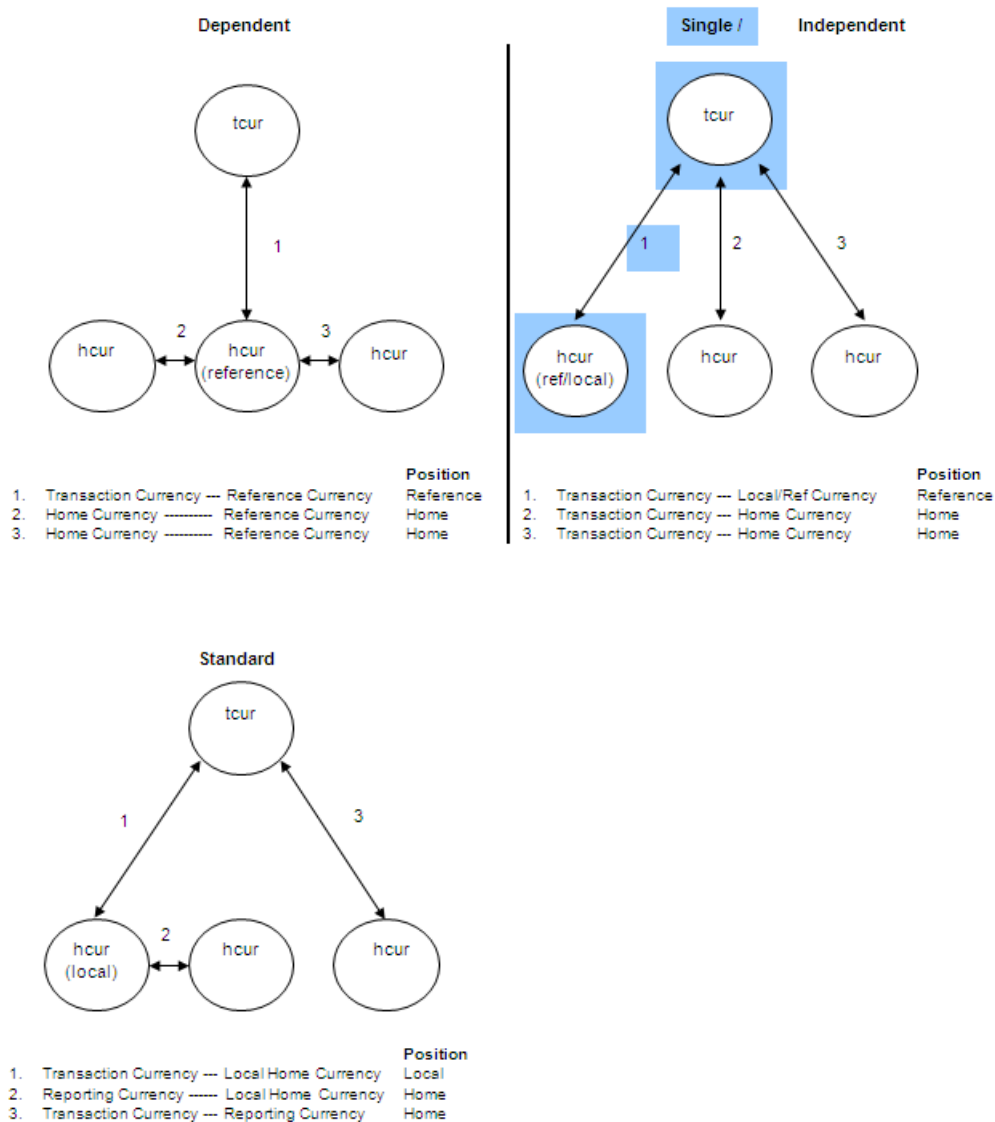 Dependent
tcur
1
2
3
hcur
hcur
(reference)
hcur
Position
1. Transaction Currency --- Reference Currency Reference
2. Home Currency ---------- Reference Currency Home
3. Home Currency ---------- Reference Currency Home
Single / Independent
tcur
1
2
3
hcur
(ref/local)
hcur
hcur
Position
1. Transaction Currency --- Local/Ref Currency Reference
2. Transaction Currency --- Home Currency Home
3. Transaction Currency --- Home Currency Home
Standard
tcur
1
3
2
hcur
(local)
hcur
hcur
Position
1. Transaction Currency --- Local Home Currency Local
2. Reporting Currency ------ Local Home Currency Home
3. Transaction Currency --- Reporting Currency Home